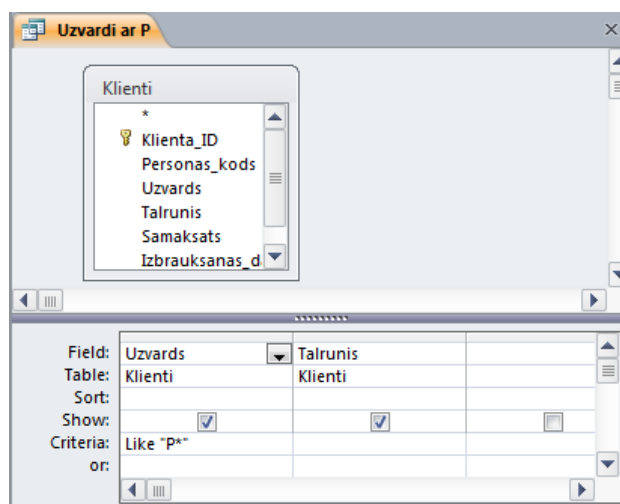 Uzvardi ar P
Klienti
*
Klienta_ID
Personas_kods
Uzvards
Talrunis
Samaksats
Izbrauksanas_d
Field: Uzvards Talrunis
Table: Klienti Klienti
Sort:
Show:
Criteria: Like "P*"
or: